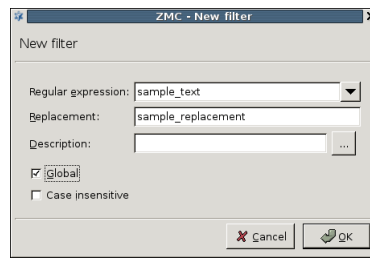 ZMC - New filter
New filter
Regular expression: sample_text
Replacement: sample_replacement
Description: ...
Global
Case insensitive
Cancel OK